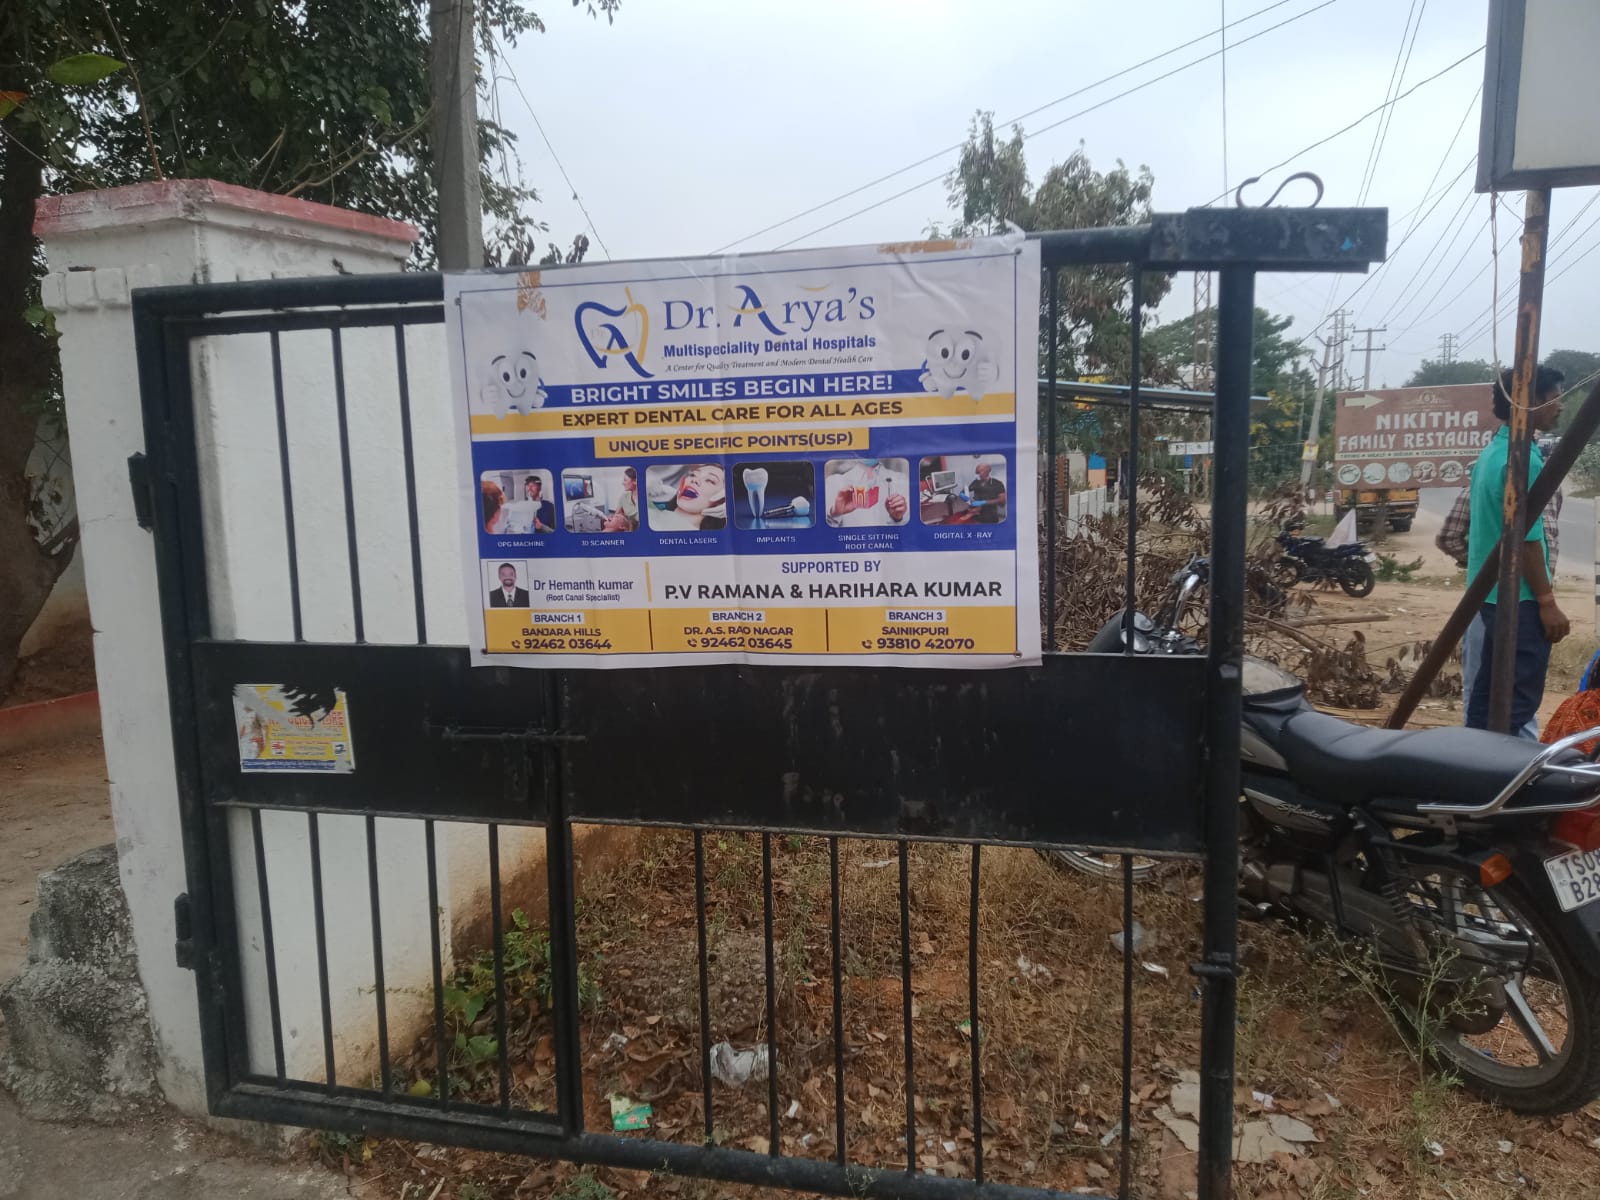 Dr. Arya's
Multispeciality Dental Hospitals
A Center for Quality Treatment and Modern Dental Health Care
BRIGHT SMILES BEGIN HERE!
EXPERT DENTAL CARE FOR ALL AGES
UNIQUE SPECIFIC POINTS(USP)
OPG MACHINE
3D SCANNER
DENTAL LASERS
IMPLANTS
SINGLE SITTING
ROOT CANAL
DIGITAL X-RAY
Dr Hemanth kumar
(Root Canal Specialist)
SUPPORTED BY
P.V RAMANA & HARIHARA KUMAR
BRANCH 1
BANJARA HILLS
92462 03644
BRANCH 2
DR. A.S. RAO NAGAR
92462 03645
BRANCH 3
SAINIKPURI
93810 42070
NIKITHA
FAMILY RESTAURA
Splendor